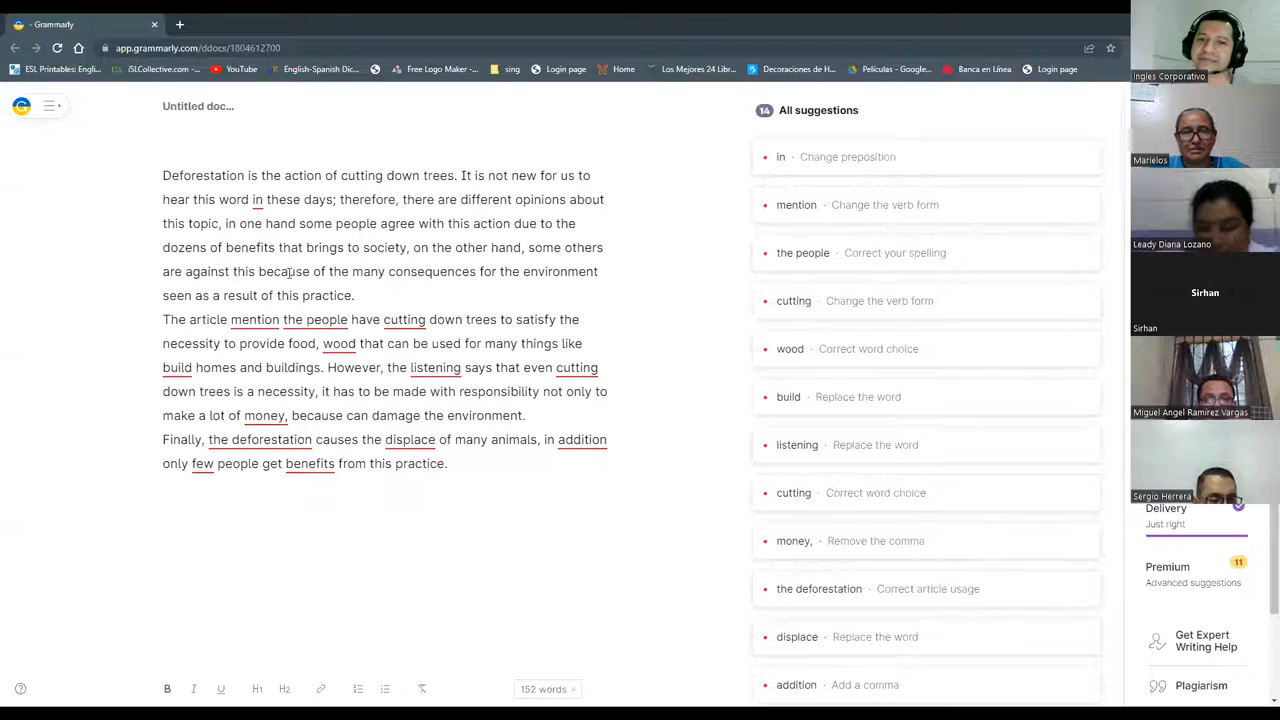 - Grammarly
app.grammarly.com/ddocs/1804612700
ESL Printables: Engli...
iSLCollective.com -...
YouTube
English-Spanish Dic...
Free Logo Maker -...
sing
Login page
Home
Los Mejores 24 Libr...
Decoraciones de H...
Películas - Google...
Banca en Línea
Login page
Untitled doc...
Deforestation is the action of cutting down trees. It is not new for us to
hear this word in these days; therefore, there are different opinions about
this topic, in one hand some people agree with this action due to the
dozens of benefits that brings to society, on the other hand, some others
are against this because of the many consequences for the environment
seen as a result of this practice.
The article mention the people have cutting down trees to satisfy the
necessity to provide food, wood that can be used for many things like
build homes and buildings. However, the listening says that even cutting
down trees is a necessity, it has to be made with responsibility not only to
make a lot of money, because can damage the environment.
Finally, the deforestation causes the displace of many animals, in addition
only few people get benefits from this practice.
B I U H1 H2
152 words
14 All suggestions
in · Change preposition
mention · Change the verb form
the people · Correct your spelling
cutting · Change the verb form
wood · Correct word choice
build · Replace the word
listening · Replace the word
cutting · Correct word choice
money, · Remove the comma
the deforestation · Correct article usage
displace · Replace the word
addition · Add a comma
Ingles Corporativo
Marielos
Leady Diana Lozano
Sirhan
Sirhan
Miguel Angel Ramírez Vargas
Sergio Herrera
Delivery
Just right
Premium 11
Advanced suggestions
Get Expert
Writing Help
Plagiarism